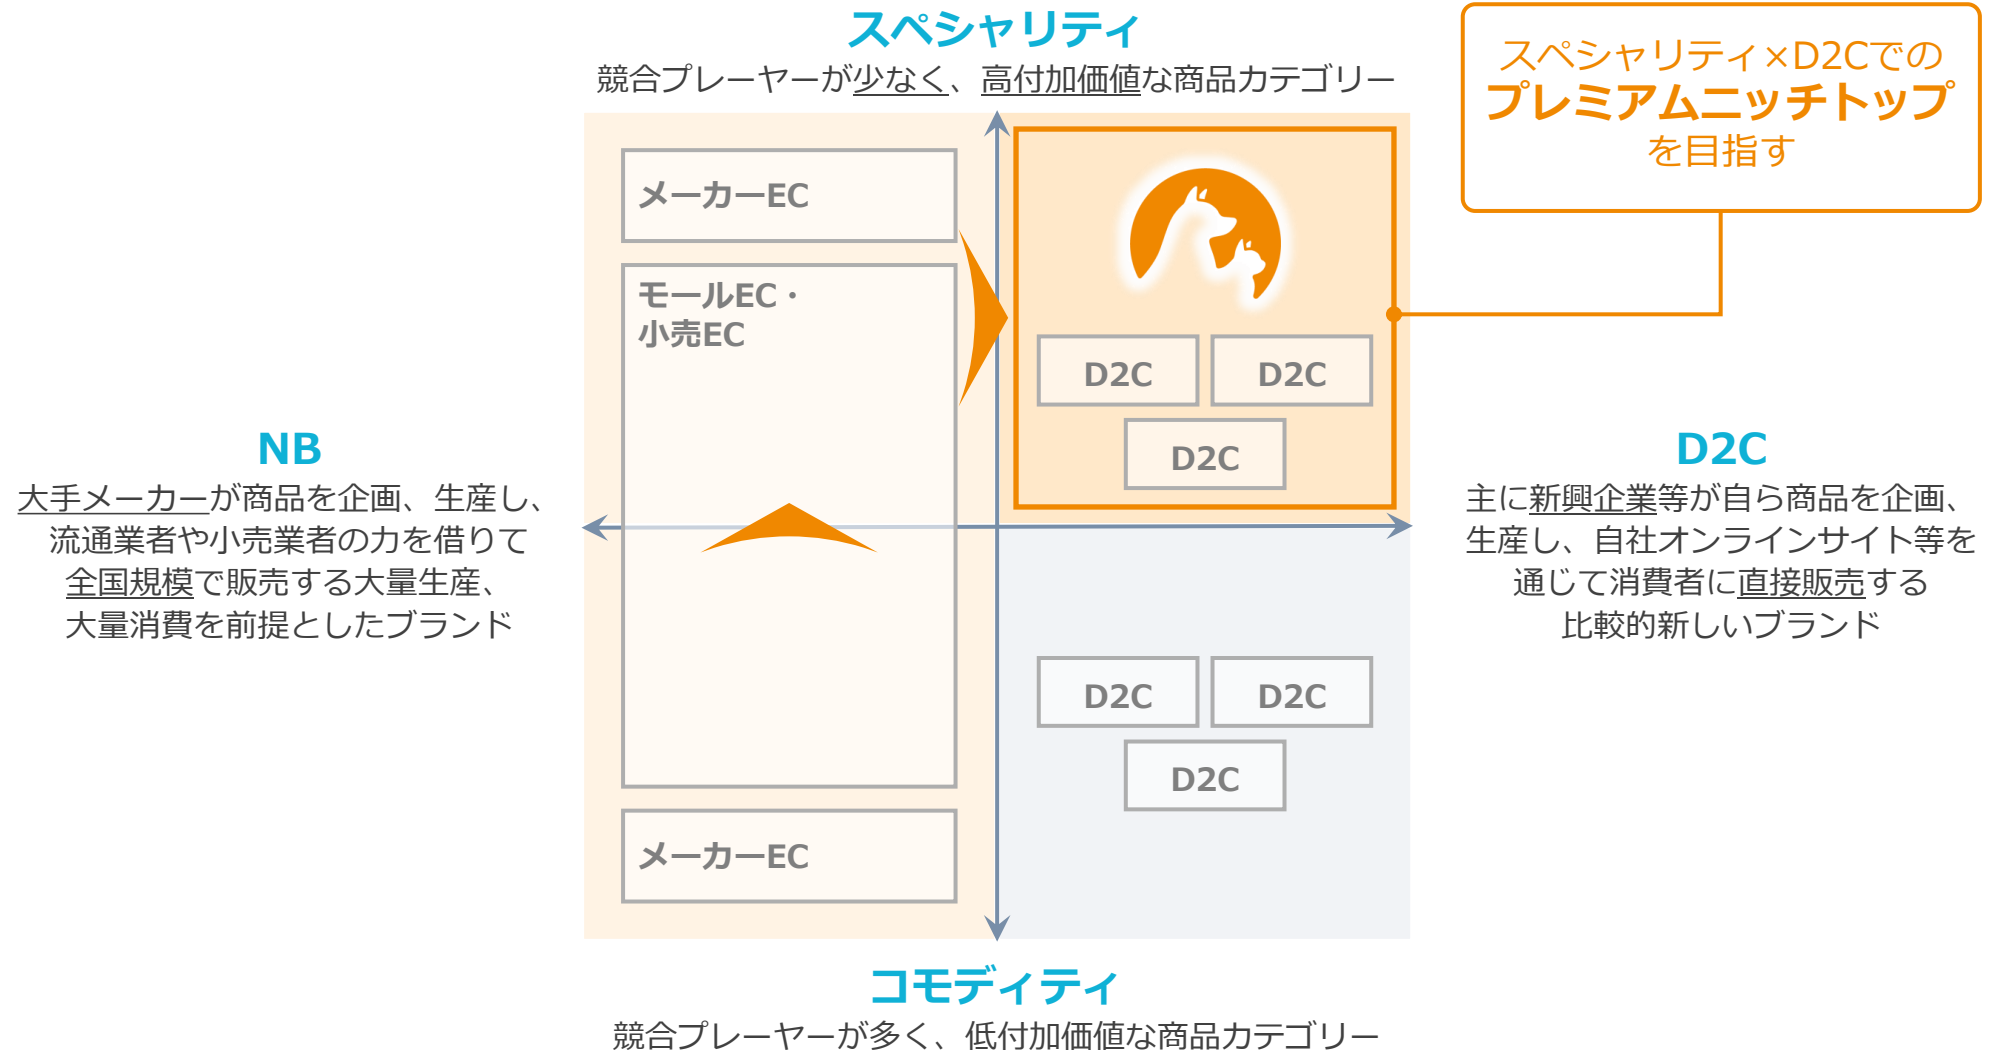 スペシャリティ
競合プレーヤーが少なく、高付加価値な商品カテゴリー
スペシャリティ×D2Cでの
プレミアムニッチトップ
を目指す
メーカーEC
モールEC・
小売EC
メーカーEC
D2C
D2C
D2C
D2C
D2C
D2C
NB
大手メーカーが商品を企画、生産し、
流通業者や小売業者の力を借りて
全国規模で販売する大量生産、
大量消費を前提としたブランド
D2C
主に新興企業等が自ら商品を企画、
生産し、自社オンラインサイト等を
通じて消費者に直接販売する
比較的新しいブランド
コモディティ
競合プレーヤーが多く、低付加価値な商品カテゴリー